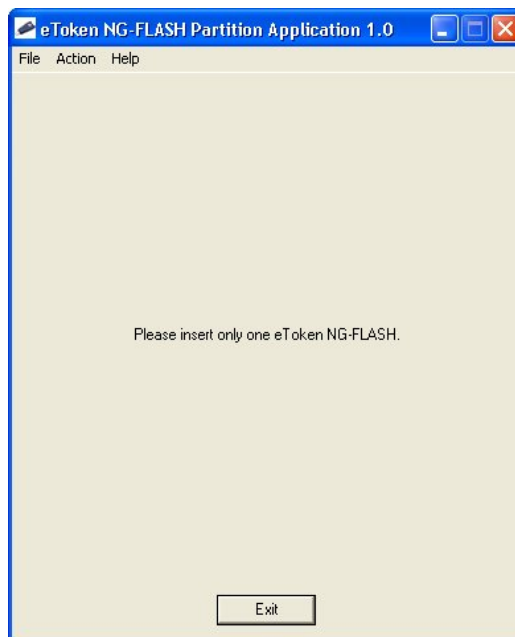 eToken NG-FLASH Partition Application 1.0
File Action Help
Please insert only one eToken NG-FLASH.
Exit